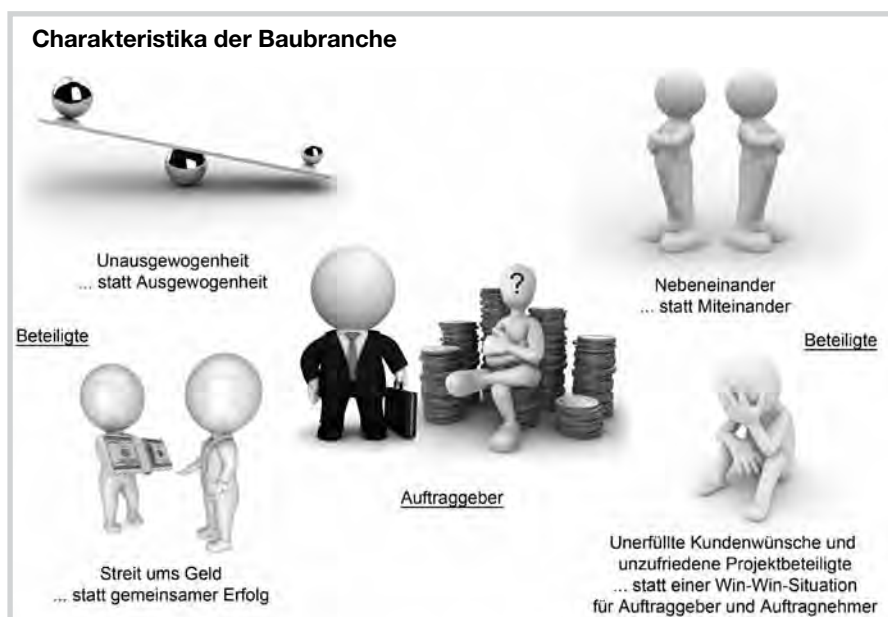 Charakteristika der Baubranche
Unausgewogenheit
... statt Ausgewogenheit
Nebeneinander
... statt Miteinander
Beteiligte
Beteiligte
?
Auftraggeber
Streit ums Geld
... statt gemeinsamer Erfolg
Unerfüllte Kundenwünsche und
unzufriedene Projektbeteiligte
... statt einer Win-Win-Situation
für Auftraggeber und Auftragnehmer